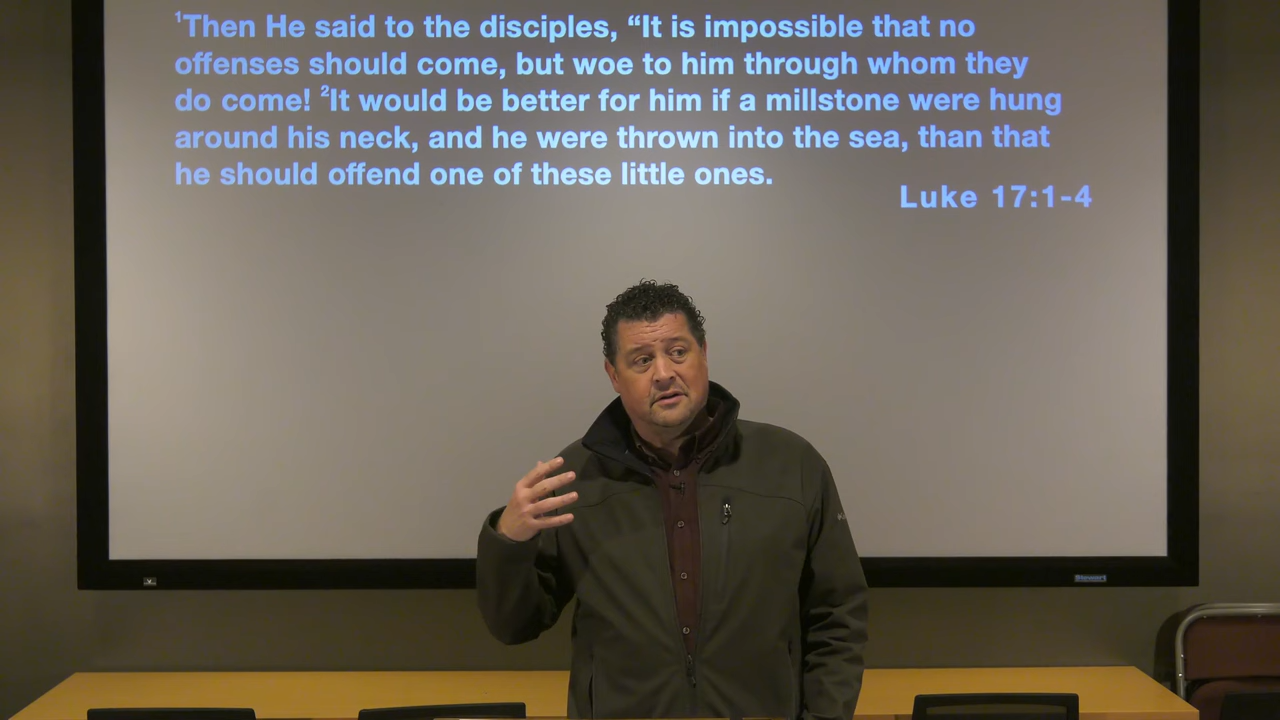 ¹Then He said to the disciples, “It is impossible that no
offenses should come, but woe to him through whom they
do come! ²It would be better for him if a millstone were hung
around his neck, and he were thrown into the sea, than that
he should offend one of these little ones.
Luke 17:1-4
Stewart